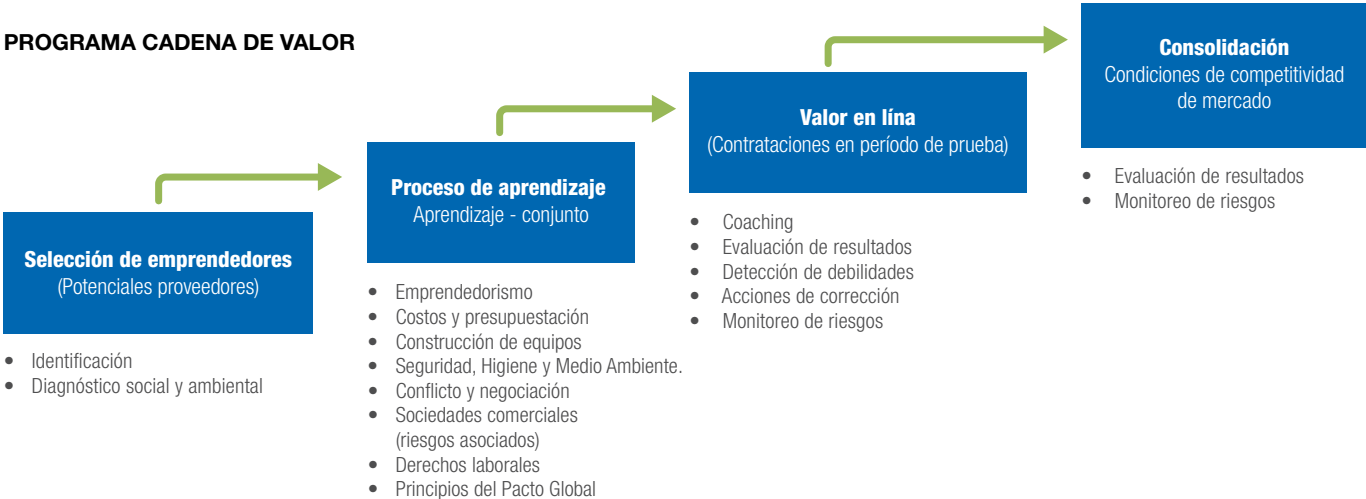 PROGRAMA CADENA DE VALOR
Selección de emprendedores
(Potenciales proveedores)
• Identificación
• Diagnóstico social y ambiental
Proceso de aprendizaje
Aprendizaje - conjunto
• Emprendedorismo
• Costos y presupuestación
• Construcción de equipos
• Seguridad, Higiene y Medio Ambiente.
• Conflicto y negociación
• Sociedades comerciales
(riesgos asociados)
• Derechos laborales
• Principios del Pacto Global
Valor en lína
(Contrataciones en período de prueba)
• Coaching
• Evaluación de resultados
• Detección de debilidades
• Acciones de corrección
• Monitoreo de riesgos
Consolidación
Condiciones de competitividad
de mercado
• Evaluación de resultados
• Monitoreo de riesgos